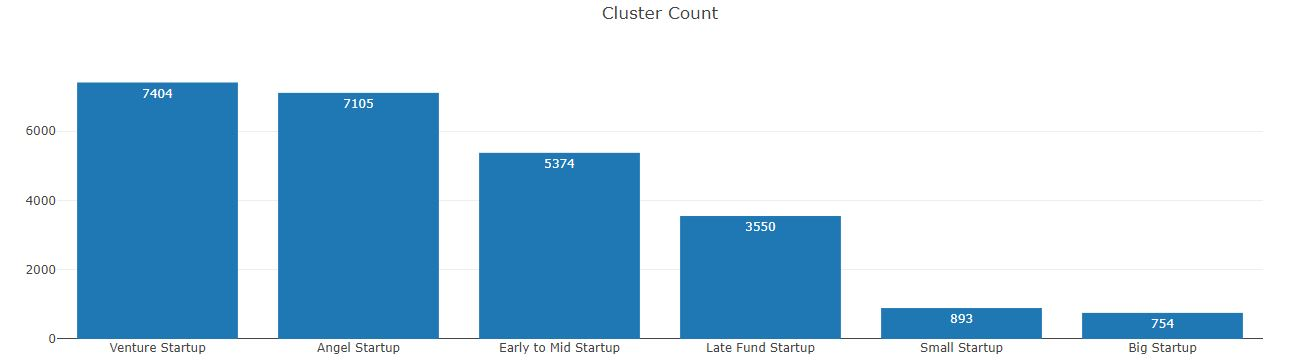 Cluster Count
7404
7105
5374
3550
893
754
6000
4000
2000
0
Venture Startup
Angel Startup
Early to Mid Startup
Late Fund Startup
Small Startup
Big Startup